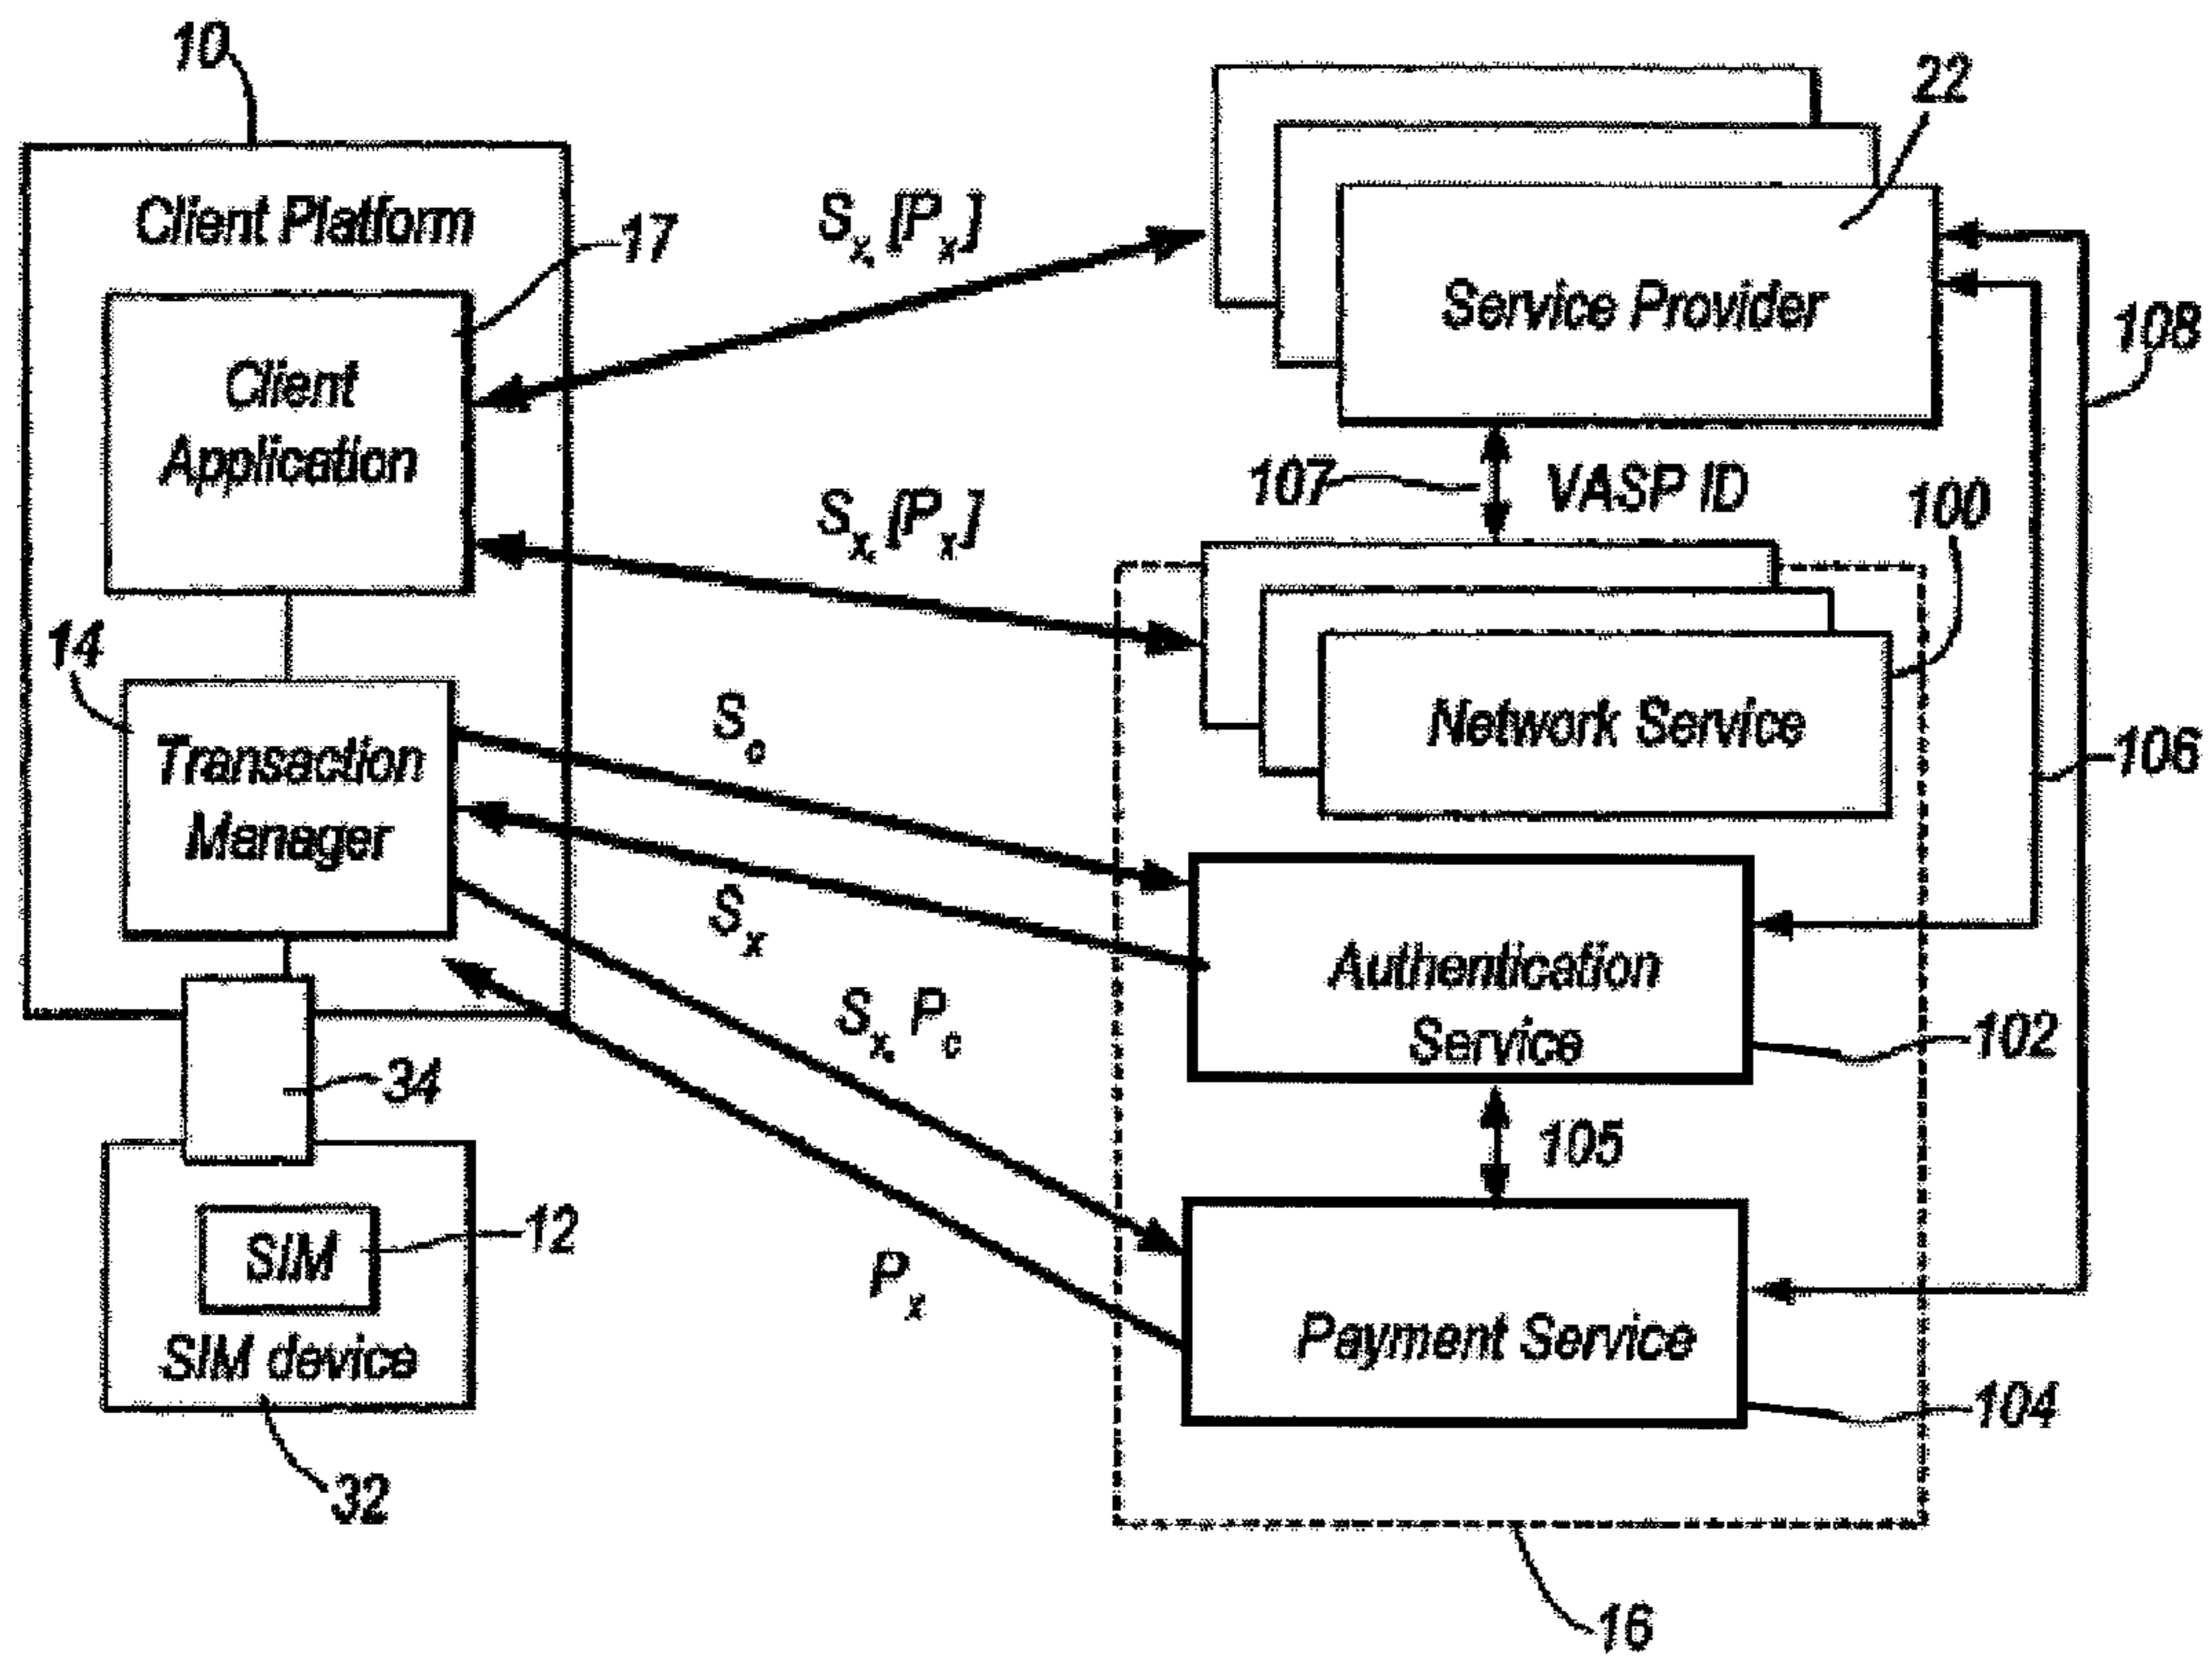 10
22
Client Platform
17
Sx, [Px]
Service Provider
108
Client
Application
107
VASP ID
100
Sx, [Px]
14
Sc
Network Service
106
Transaction
Manager
Sx
Authentication
Service
Sx, Pc
102
34
105
12
SIM
Px
Payment Service
SIM device
104
32
16